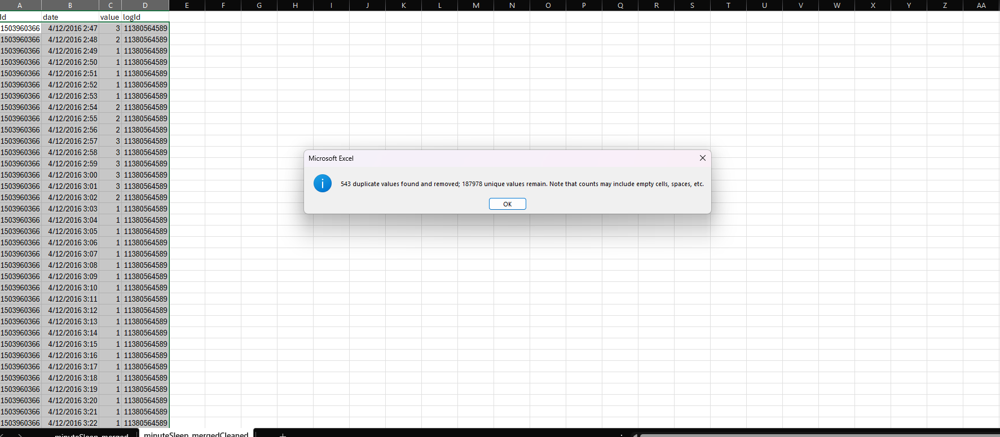 A B C D E F G H I J K L M N O P Q R S T U V W X Y Z AA
Id date value logId
1503960366 4/12/2016 2:47 3 11380564589
1503960366 4/12/2016 2:48 2 11380564589
1503960366 4/12/2016 2:49 1 11380564589
1503960366 4/12/2016 2:50 1 11380564589
1503960366 4/12/2016 2:51 1 11380564589
1503960366 4/12/2016 2:52 1 11380564589
1503960366 4/12/2016 2:53 1 11380564589
1503960366 4/12/2016 2:54 2 11380564589
1503960366 4/12/2016 2:55 2 11380564589
1503960366 4/12/2016 2:56 2 11380564589
1503960366 4/12/2016 2:57 3 11380564589
1503960366 4/12/2016 2:58 3 11380564589
1503960366 4/12/2016 2:59 3 11380564589
1503960366 4/12/2016 3:00 3 11380564589
1503960366 4/12/2016 3:01 3 11380564589
1503960366 4/12/2016 3:02 2 11380564589
1503960366 4/12/2016 3:03 1 11380564589
1503960366 4/12/2016 3:04 1 11380564589
1503960366 4/12/2016 3:05 1 11380564589
1503960366 4/12/2016 3:06 1 11380564589
1503960366 4/12/2016 3:07 1 11380564589
1503960366 4/12/2016 3:08 1 11380564589
1503960366 4/12/2016 3:09 1 11380564589
1503960366 4/12/2016 3:10 1 11380564589
1503960366 4/12/2016 3:11 1 11380564589
1503960366 4/12/2016 3:12 1 11380564589
1503960366 4/12/2016 3:13 1 11380564589
1503960366 4/12/2016 3:14 1 11380564589
1503960366 4/12/2016 3:15 1 11380564589
1503960366 4/12/2016 3:16 1 11380564589
1503960366 4/12/2016 3:17 1 11380564589
1503960366 4/12/2016 3:18 1 11380564589
1503960366 4/12/2016 3:19 1 11380564589
1503960366 4/12/2016 3:20 1 11380564589
1503960366 4/12/2016 3:21 1 11380564589
1503960366 4/12/2016 3:22 1 11380564589
Microsoft Excel
543 duplicate values found and removed; 187978 unique values remain. Note that counts may include empty cells, spaces, etc.
OK
minuteSleep_merged minuteSleep_mergedCleaned